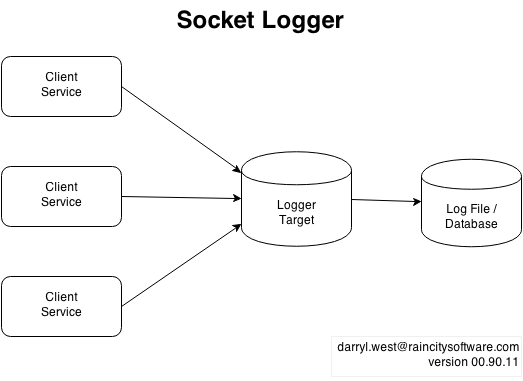 Socket Logger
Client
Service
Client
Service
Logger
Target
Log File /
Database
Client
Service
darryl.west@raincitysoftware.com
version 00.90.11